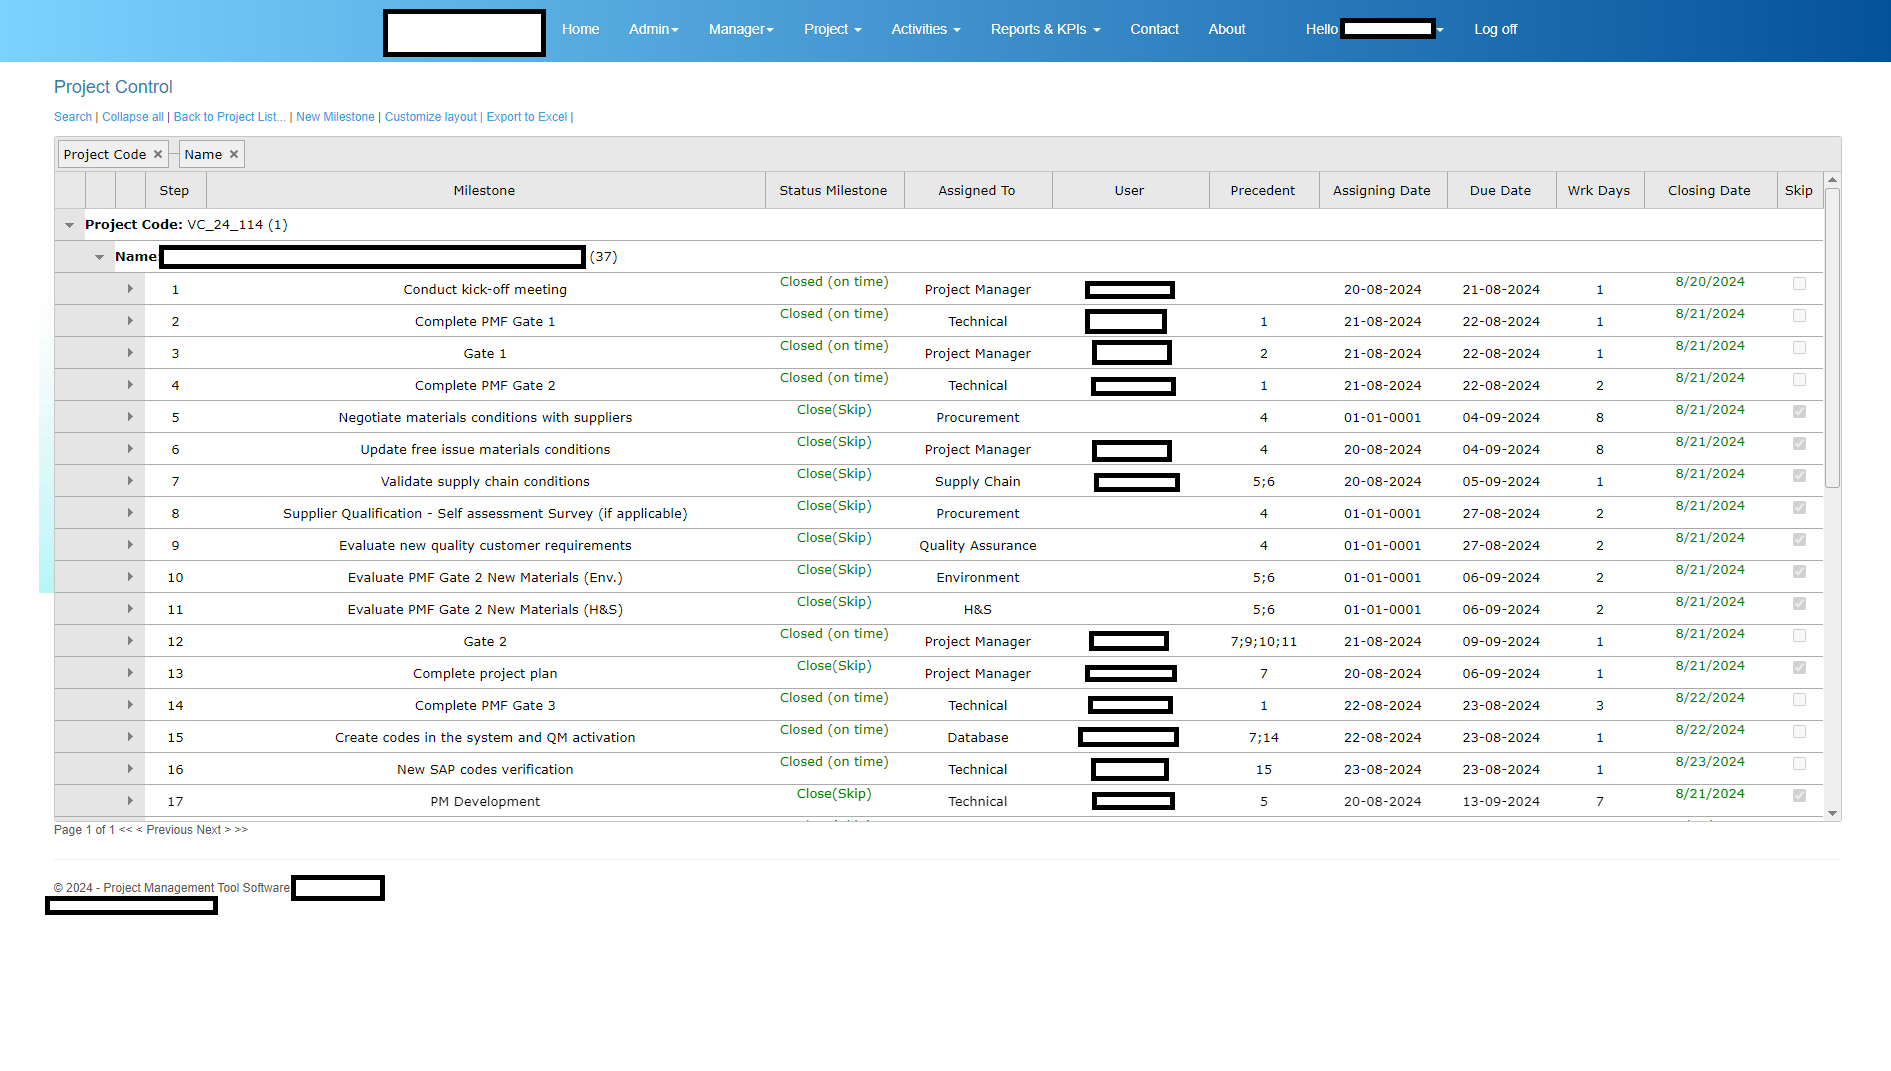 Home Admin Manager Project Activities Reports & KPIs Contact About Hello Log off
Project Control
Search | Collapse all | Back to Project List... | New Milestone | Customize layout | Export to Excel |
Project Code × Name ×
Step Milestone Status Milestone Assigned To User Precedent Assigning Date Due Date Wrk Days Closing Date Skip
Project Code: VC_24_114 (1)
Name: (37)
1 Conduct kick-off meeting Closed (on time) Project Manager 20-08-2024 21-08-2024 1 8/20/2024
2 Complete PMF Gate 1 Closed (on time) Technical 1 21-08-2024 22-08-2024 1 8/21/2024
3 Gate 1 Closed (on time) Project Manager 2 21-08-2024 22-08-2024 1 8/21/2024
4 Complete PMF Gate 2 Closed (on time) Technical 1 21-08-2024 22-08-2024 2 8/21/2024
5 Negotiate materials conditions with suppliers Close(Skip) Procurement 4 01-01-0001 04-09-2024 8 8/21/2024
6 Update free issue materials conditions Close(Skip) Project Manager 4 20-08-2024 04-09-2024 8 8/21/2024
7 Validate supply chain conditions Close(Skip) Supply Chain 5;6 20-08-2024 05-09-2024 1 8/21/2024
8 Supplier Qualification - Self assessment Survey (if applicable) Close(Skip) Procurement 4 01-01-0001 27-08-2024 2 8/21/2024
9 Evaluate new quality customer requirements Close(Skip) Quality Assurance 4 01-01-0001 27-08-2024 2 8/21/2024
10 Evaluate PMF Gate 2 New Materials (Env.) Close(Skip) Environment 5;6 01-01-0001 06-09-2024 2 8/21/2024
11 Evaluate PMF Gate 2 New Materials (H&S) Close(Skip) H&S 5;6 01-01-0001 06-09-2024 2 8/21/2024
12 Gate 2 Closed (on time) Project Manager 7;9;10;11 21-08-2024 09-09-2024 1 8/21/2024
13 Complete project plan Close(Skip) Project Manager 7 20-08-2024 06-09-2024 1 8/21/2024
14 Complete PMF Gate 3 Closed (on time) Technical 1 22-08-2024 23-08-2024 3 8/22/2024
15 Create codes in the system and QM activation Closed (on time) Database 7;14 22-08-2024 23-08-2024 1 8/22/2024
16 New SAP codes verification Closed (on time) Technical 15 23-08-2024 23-08-2024 1 8/23/2024
17 PM Development Close(Skip) Technical 5 20-08-2024 13-09-2024 7 8/21/2024
Page 1 of 1 << < Previous Next > >>
© 2024 - Project Management Tool Software